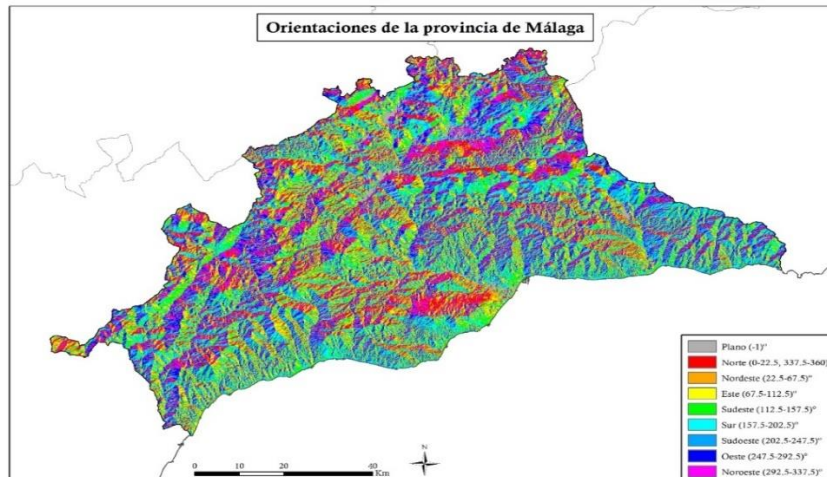 Orientaciones de la provincia de Málaga
Plano (-1)º
Norte (0-22.5, 337.5-360)
Nordeste (22.5-67.5)º
Este (67.5-112.5)º
Sudeste (112.5-157.5)º
Sur (157.5-202.5)º
Sudoeste (202.5-247.5)º
Oeste (247.5-292.5)º
Noroeste (292.5-337.5)º
N
0 10 20 40
Km